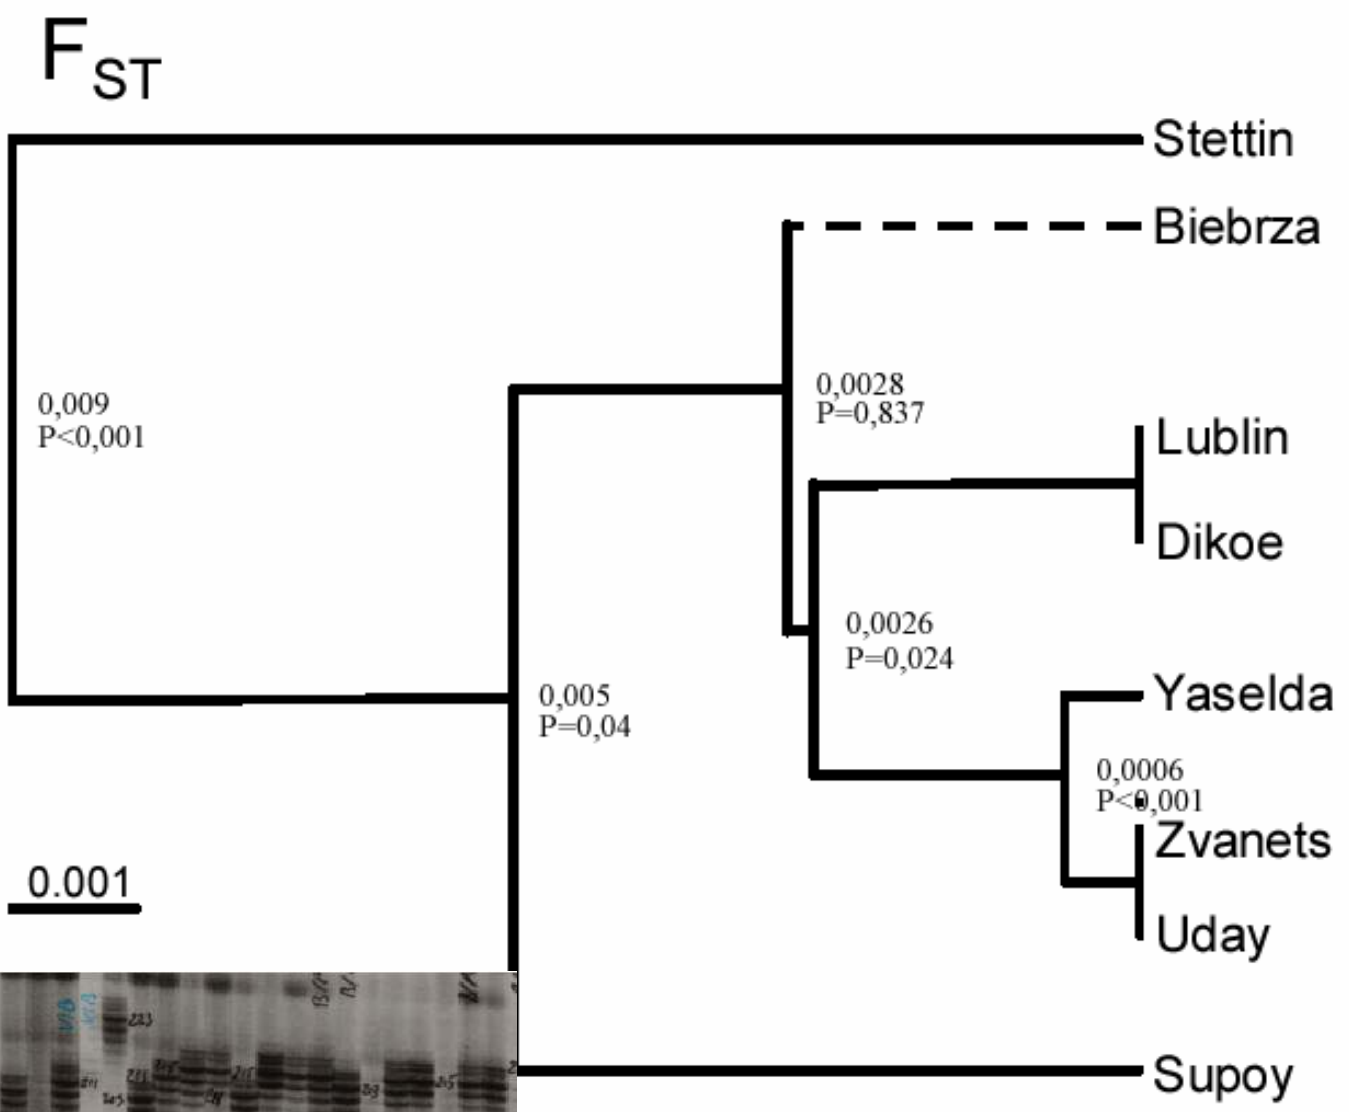 FST
Stettin
Biebrza
0,0028
P=0,837
0,009
P<0,001
Lublin
Dikoe
0,0026
P=0,024
Yaselda
0,005
P=0,04
0,0006
P<0,001
Zvanets
0.001
Uday
223
Supoy